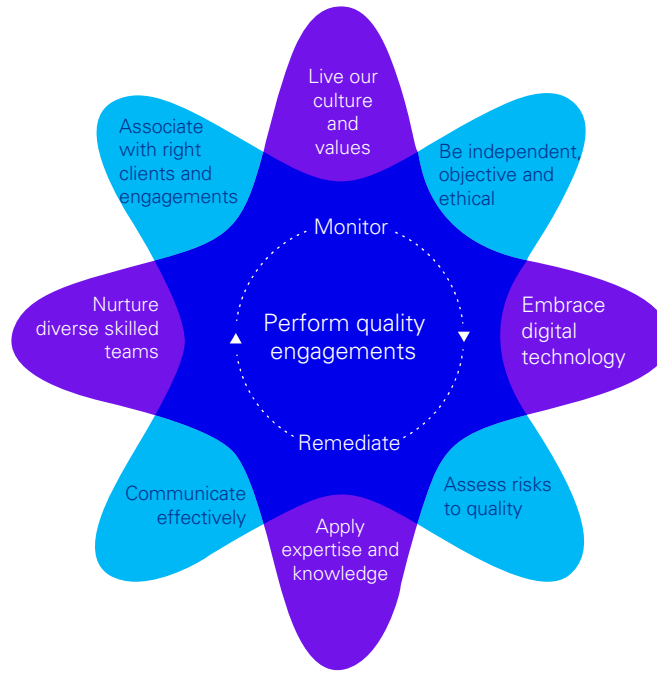 Live our
culture
and
values
Be independent,
objective and
ethical
Embrace
digital
technology
Assess risks
to quality
Apply
expertise and
knowledge
Communicate
effectively
Nurture
diverse skilled
teams
Associate
with right
clients and
engagements
Monitor
Perform quality
engagements
Remediate